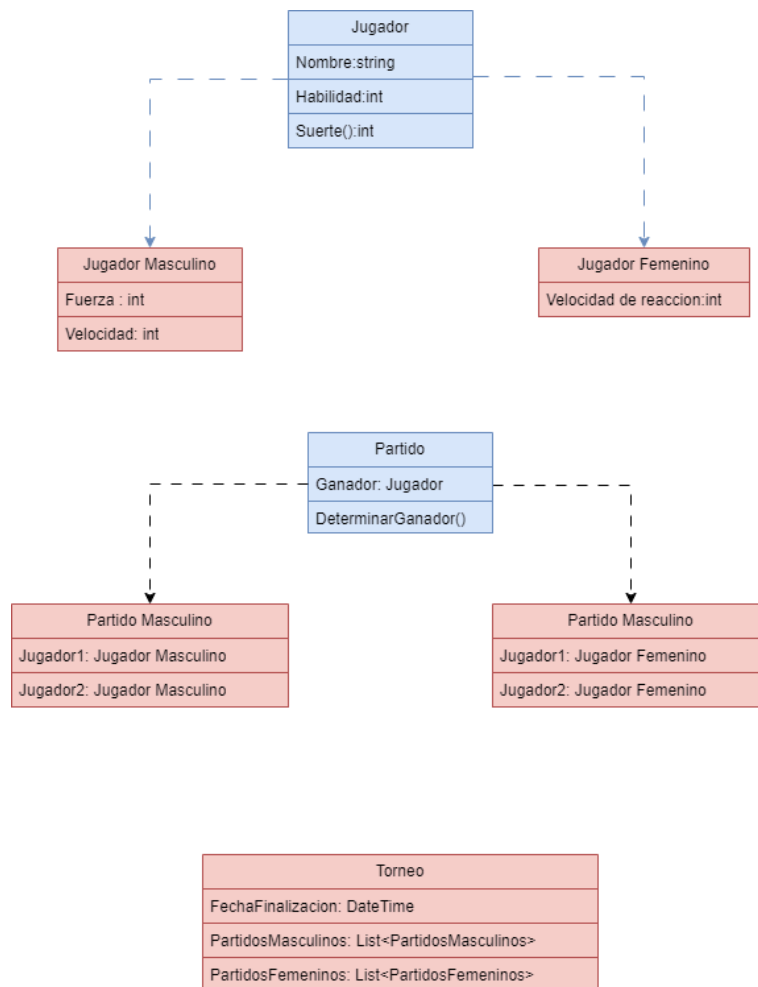 Jugador
Nombre:string
Habilidad:int
Suerte():int
Jugador Masculino
Fuerza : int
Velocidad: int
Jugador Femenino
Velocidad de reaccion:int
Partido
Ganador: Jugador
DeterminarGanador()
Partido Masculino
Jugador1: Jugador Masculino
Jugador2: Jugador Masculino
Partido Masculino
Jugador1: Jugador Femenino
Jugador2: Jugador Femenino
Torneo
FechaFinalizacion: DateTime
PartidosMasculinos: List<PartidosMasculinos>
PartidosFemeninos: List<PartidosFemeninos>